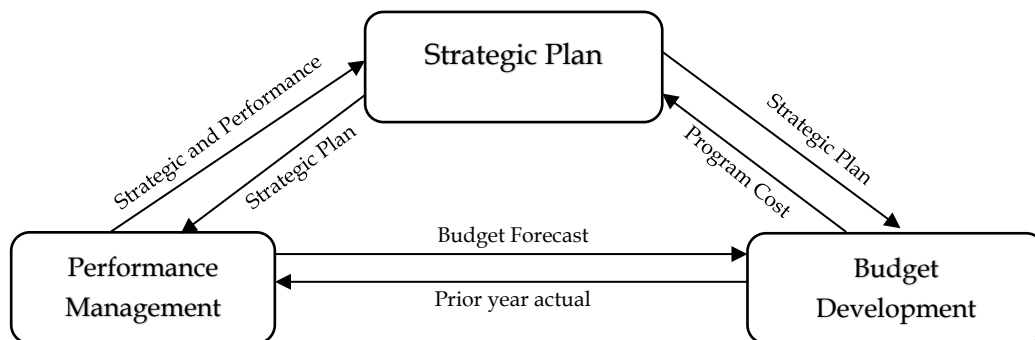 Strategic Plan
Strategic and Performance
Strategic Plan
Strategic Plan
Program Cost
Performance
Management
Budget Forecast
Prior year actual
Budget
Development